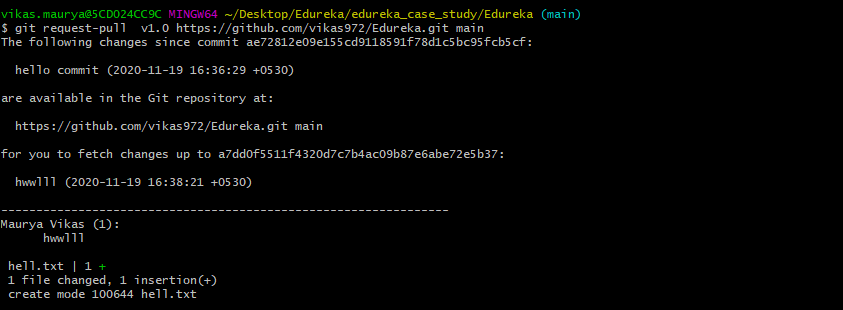 vikas.maurya@5CD024CC9C MINGW64 ~/Desktop/Edureka/edureka_case_study/Edureka (main)
$ git request-pull  v1.0 https://github.com/vikas972/Edureka.git main
The following changes since commit ae72812e09e155cd9118591f78d1c5bc95fcb5cf:
  hello commit (2020-11-19 16:36:29 +0530)
are available in the Git repository at:
  https://github.com/vikas972/Edureka.git main
for you to fetch changes up to a7dd0f5511f4320d7c7b4ac09b87e6abe72e5b37:
  hwwlll (2020-11-19 16:38:21 +0530)
----------------------------------------------------------------
Maurya Vikas (1):
      hwwlll
 hell.txt | 1 +
 1 file changed, 1 insertion(+)
 create mode 100644 hell.txt